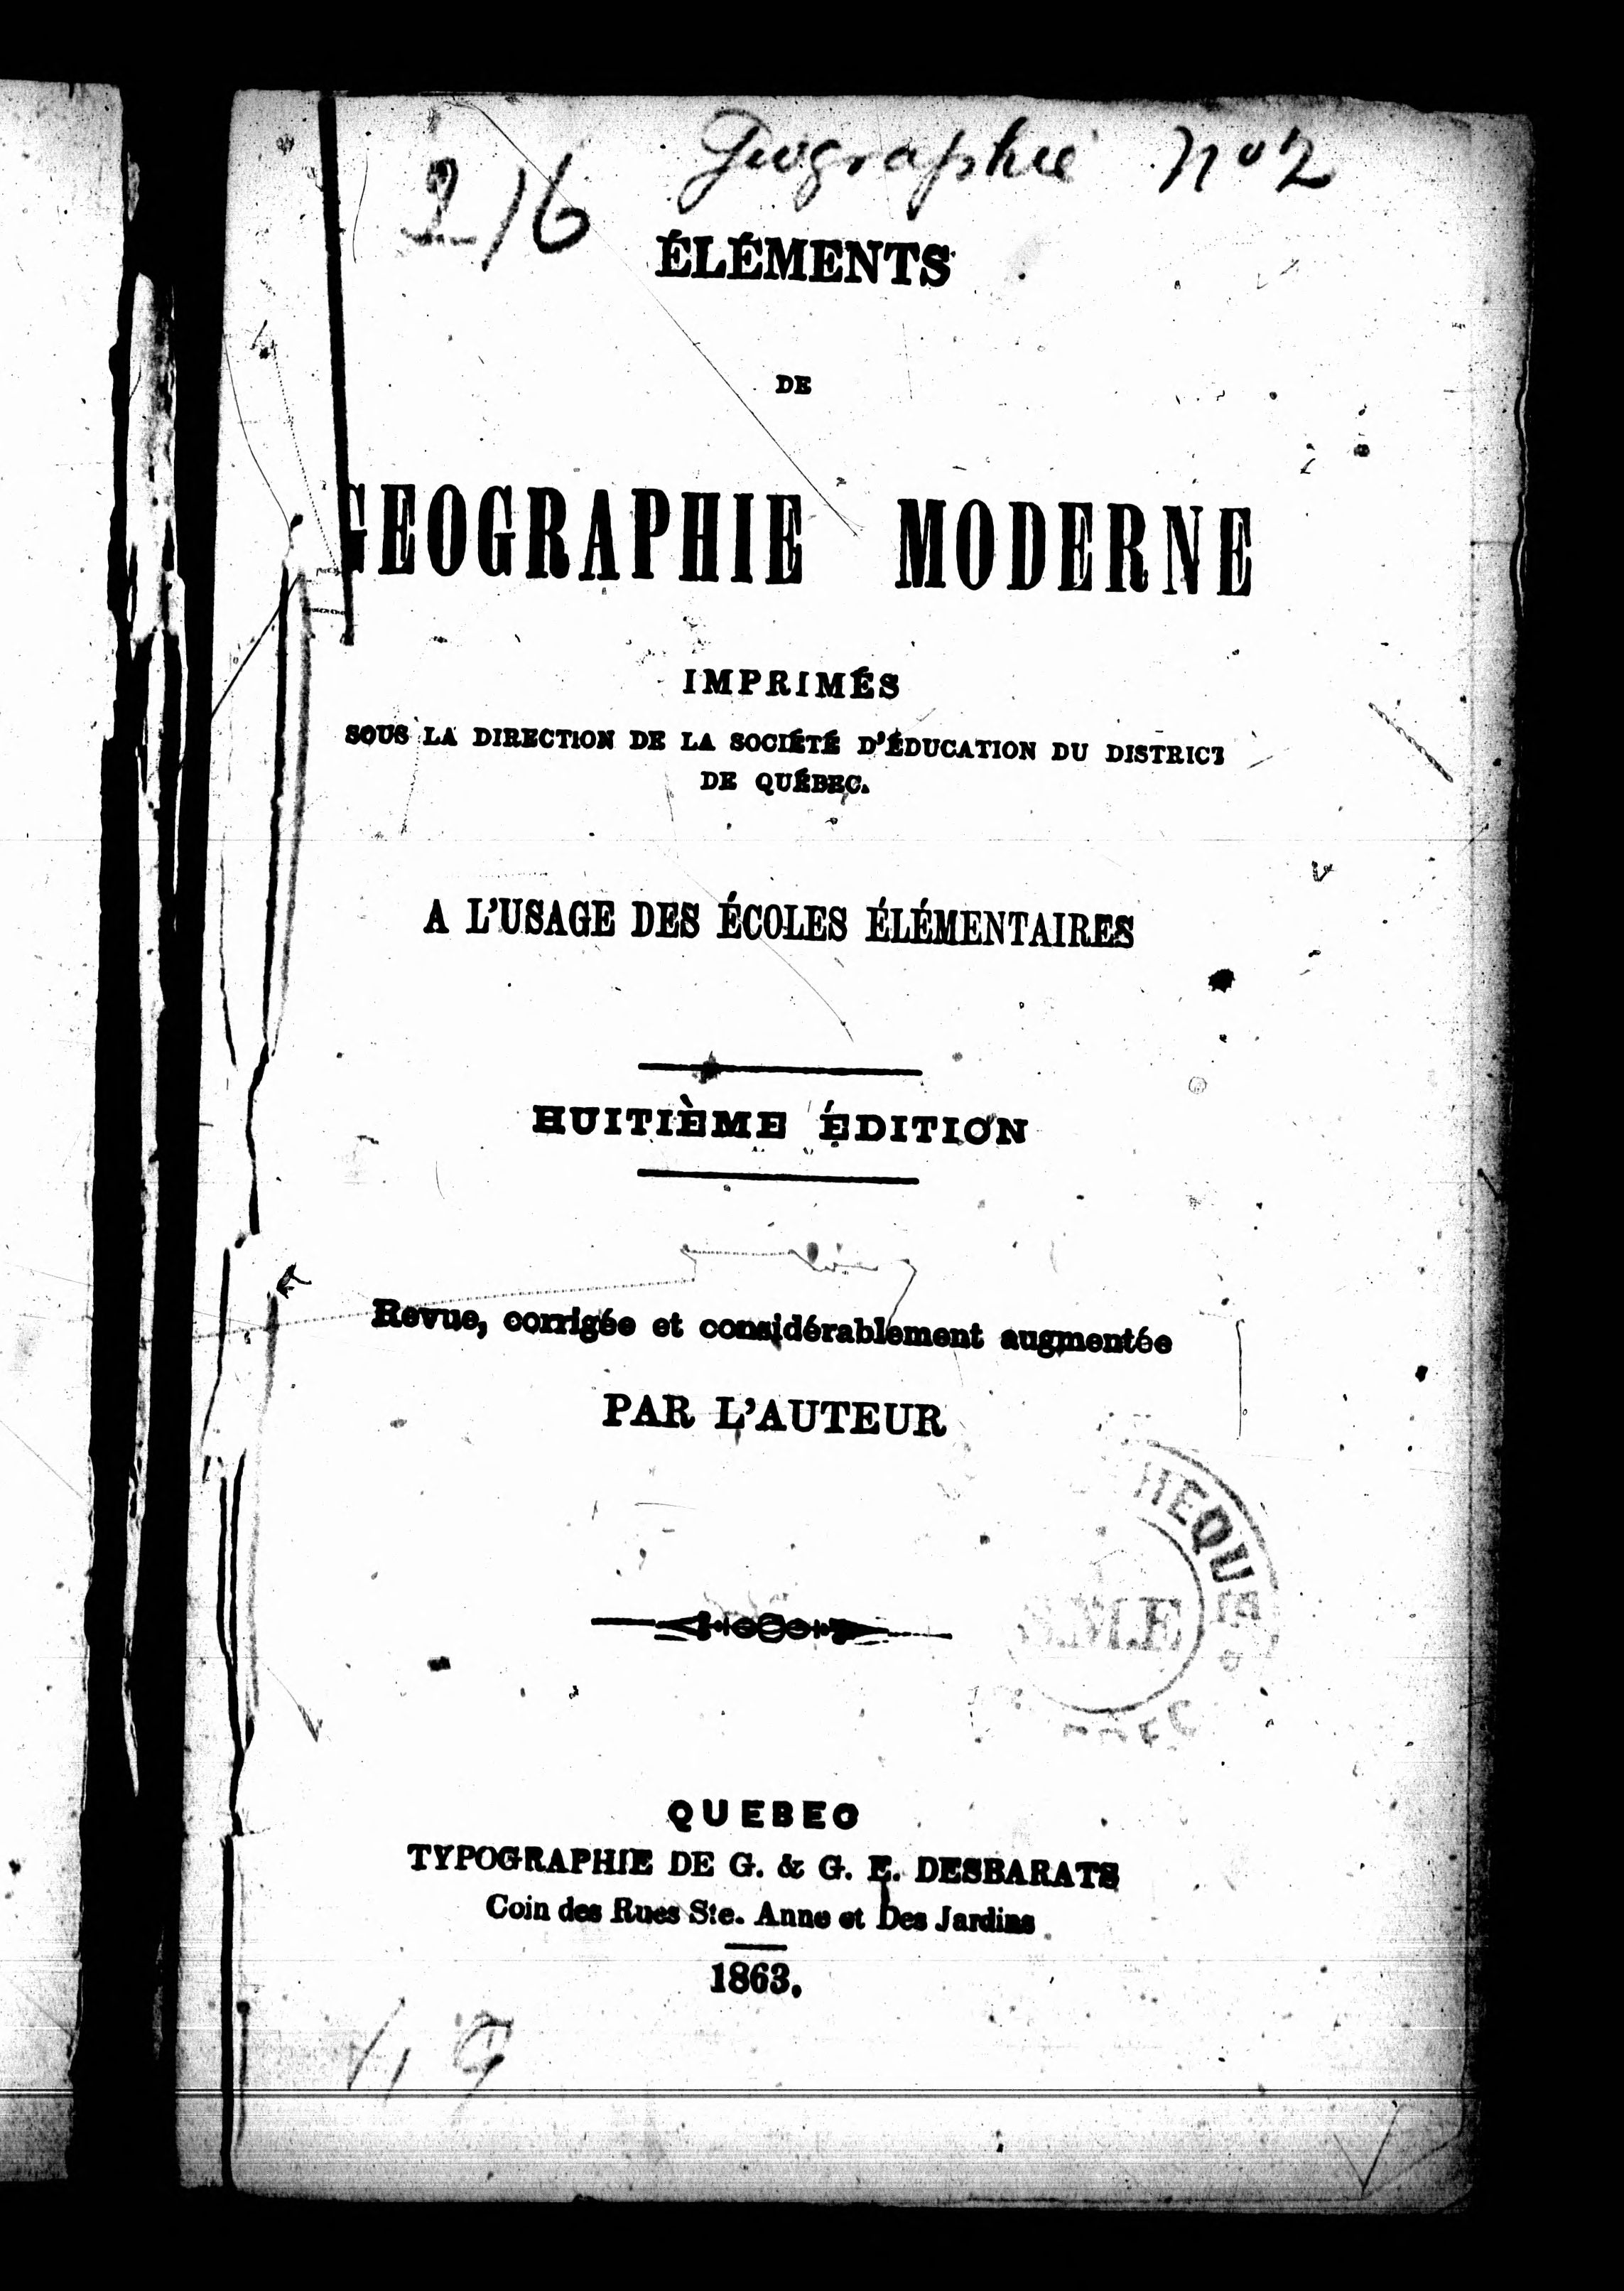 Geographie No 2
216
ÉLÉMENTS
DE
GEOGRAPHIE MODERNE
IMPRIMÉS
SOUS LA DIRECTION DE LA SOCIÉTÉ D'ÉDUCATION DU DISTRICT
DE QUÉBEC.
A L'USAGE DES ÉCOLES ÉLÉMENTAIRES
HUITIÈME ÉDITION
Revue, corrigée et considérablement augmentée
PAR L'AUTEUR
HEQUE
M.E
QUEBEC
TYPOGRAPHIE DE G. & G. E. DESBARATS
Coin des Rues Ste. Anne et Des Jardins
1863.